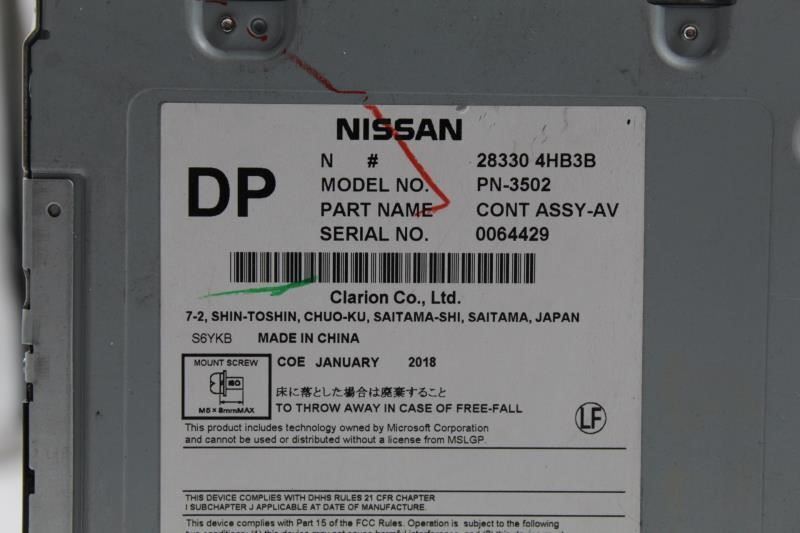 NISSAN
DP
N # 28330 4HB3B
MODEL NO. PN-3502
PART NAME CONT ASSY-AV
SERIAL NO. 0064429
Clarion Co., Ltd.
7-2, SHIN-TOSHIN, CHUO-KU, SAITAMA-SHI, SAITAMA, JAPAN
S6YKB MADE IN CHINA
COE JANUARY 2018
MOUNT SCREW
ISO
M5 × 8mmMAX
床に落とした場合は廃棄すること
TO THROW AWAY IN CASE OF FREE-FALL
LF
This product includes technology owned by Microsoft Corporation
and cannot be used or distributed without a license from MSLGP.
THIS DEVICE COMPLIES WITH DHHS RULES 21 CFR CHAPTER
I SUBCHAPTER J APPLICABLE AT DATE OF MANUFACTURE.
This device complies with Part 15 of the FCC Rules. Operation is subject to the following